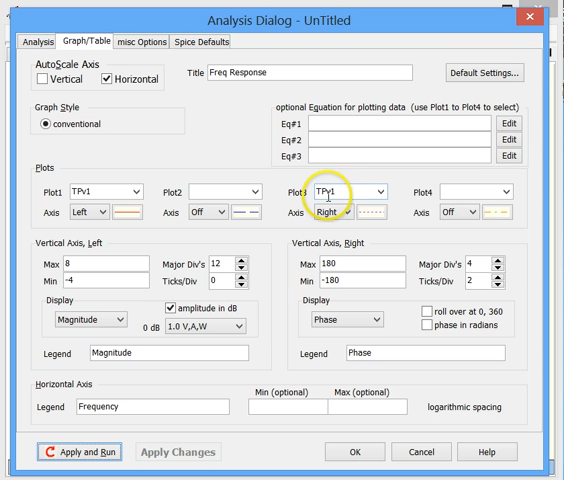 Analysis Dialog - UnTitled
Analysis Graph/Table misc Options Spice Defaults
AutoScale Axis
Vertical Horizontal
Title Freq Response
Default Settings...
Graph Style
conventional
optional Equation for plotting data (use Plot1 to Plot4 to select)
Eq#1 Edit
Eq#2 Edit
Eq#3 Edit
Plots
Plot1 TPv1 Plot2 Plot3 TPv1 Plot4
Axis Left Axis Off Axis Right Axis Off
Vertical Axis, Left
Max 8 Major Div's 12
Min -4 Ticks/Div 0
Display
Magnitude
amplitude in dB
0 dB 1.0 V,A,W
Legend Magnitude
Vertical Axis, Right
Max 180 Major Div's 4
Min -180 Ticks/Div 2
Display
Phase
roll over at 0, 360
phase in radians
Legend Phase
Horizontal Axis
Min (optional) Max (optional)
Legend Frequency logarithmic spacing
Apply and Run Apply Changes OK Cancel Help